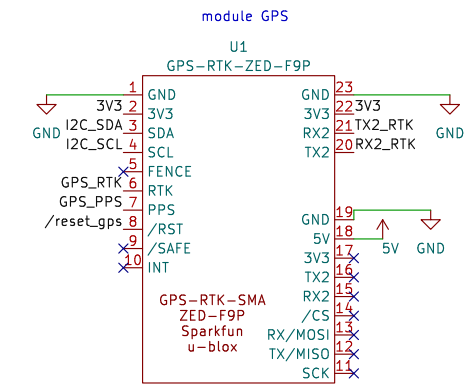 module GPS
U1
GPS-RTK-ZED-F9P
1 GND GND 23
3V3 2 3V3 3V3 22 3V3
I2C_SDA 3 SDA RX2 21 TX2_RTK
I2C_SCL 4 SCL TX2 20 RX2_RTK
GND GND
5 FENCE
GPS_RTK 6 RTK
GPS_PPS 7 PPS
/reset_gps 8 /RST GND 19
9 /SAFE 5V 18 5V GND
10 INT 3V3 17
TX2 16
GPS-RTK-SMA RX2 15
ZED-F9P /CS 14
Sparkfun RX/MOSI 13
u-blox TX/MISO 12
SCK 11